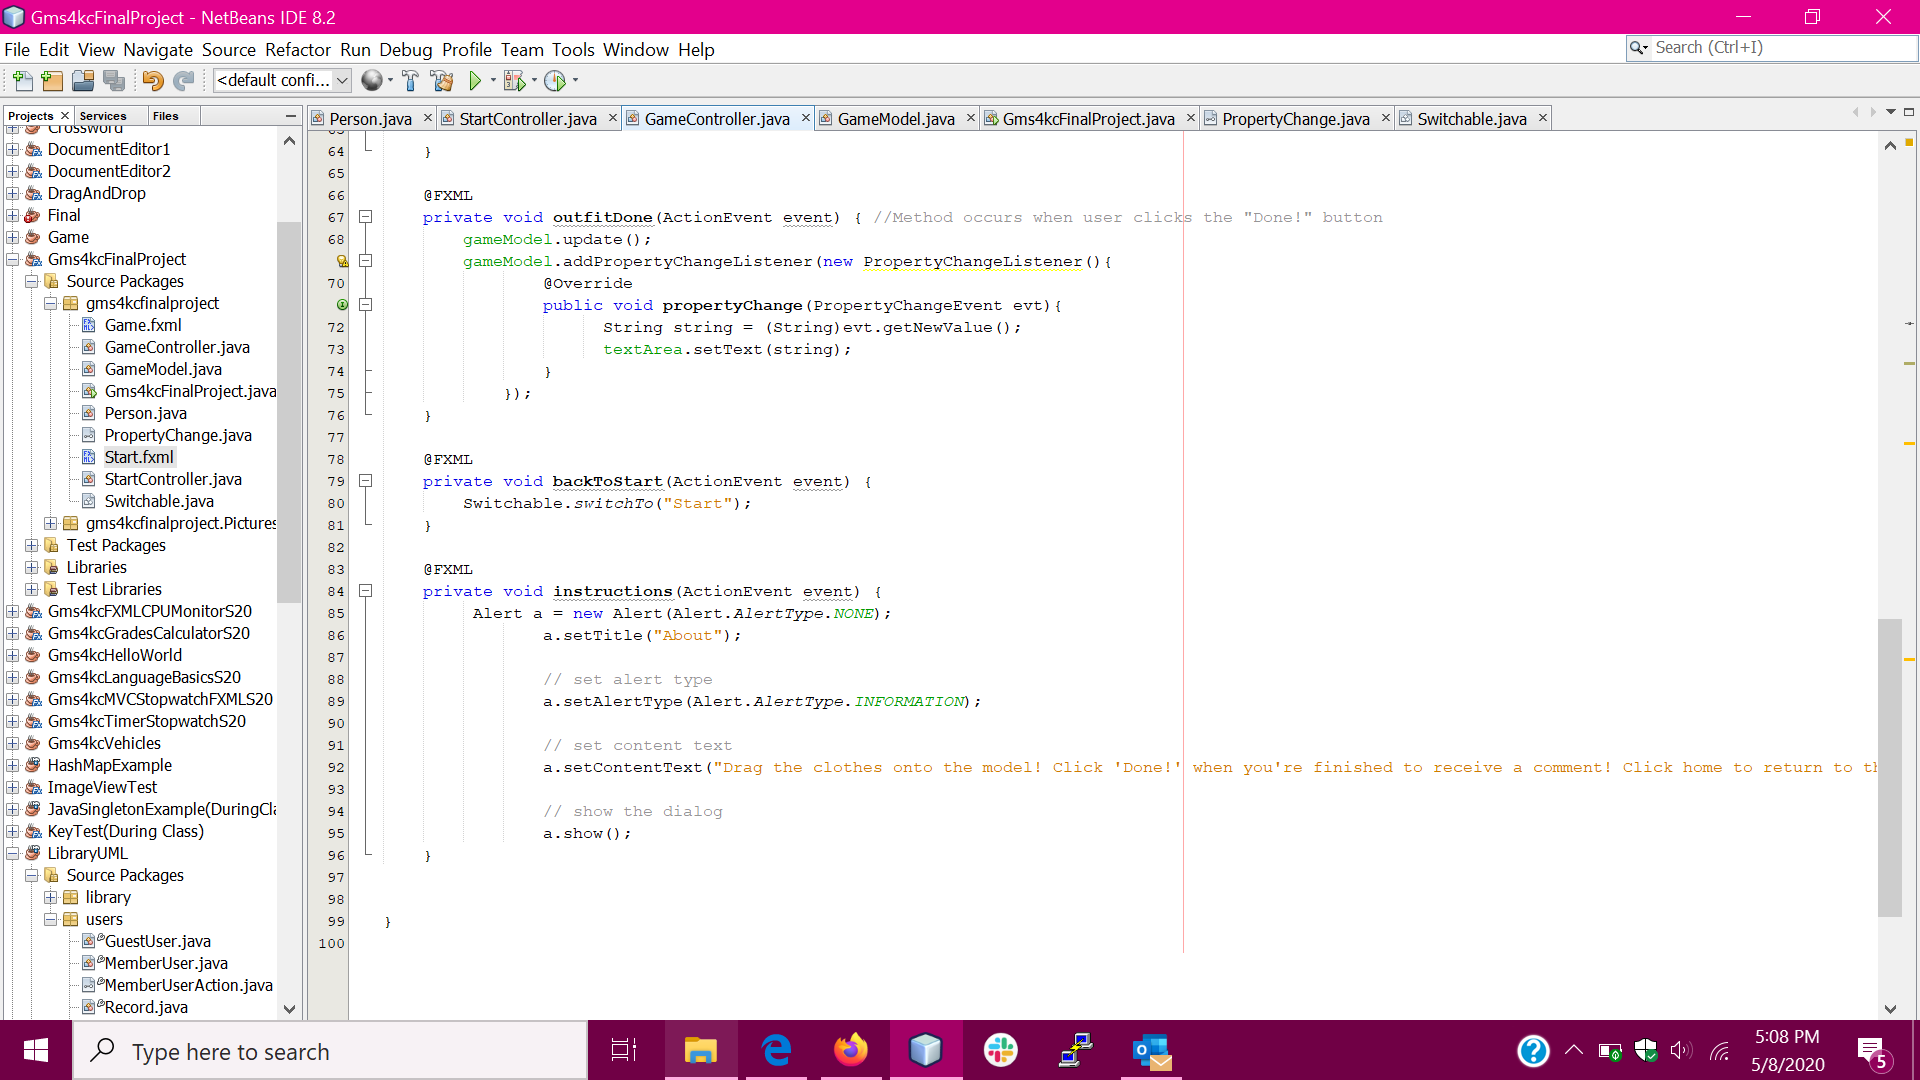 Gms4kcFinalProject - NetBeans IDE 8.2
File Edit View Navigate Source Refactor Run Debug Profile Team Tools Window Help
Search (Ctrl+I)
<default confi...
Projects Services Files
Person.java StartController.java GameController.java GameModel.java Gms4kcFinalProject.java PropertyChange.java Switchable.java
Crossword
DocumentEditor1
DocumentEditor2
DragAndDrop
Final
Game
Gms4kcFinalProject
Source Packages
gms4kcfinalproject
Game.fxml
GameController.java
GameModel.java
Gms4kcFinalProject.java
Person.java
PropertyChange.java
Start.fxml
StartController.java
Switchable.java
gms4kcfinalproject.Pictures
Test Packages
Libraries
Test Libraries
Gms4kcFXMLCPUMonitorS20
Gms4kcGradesCalculatorS20
Gms4kcHelloWorld
Gms4kcLanguageBasicsS20
Gms4kcMVCStopwatchFXMLS20
Gms4kcTimerStopwatchS20
Gms4kcVehicles
HashMapExample
ImageViewTest
JavaSingletonExample(DuringCla
KeyTest(During Class)
LibraryUML
Source Packages
library
users
GuestUser.java
MemberUser.java
MemberUserAction.java
Record.java
64 }
65
66 @FXML
67 private void outfitDone(ActionEvent event) { //Method occurs when user clicks the "Done!" button
68 gameModel.update();
gameModel.addPropertyChangeListener(new PropertyChangeListener(){
70 @Override
public void propertyChange(PropertyChangeEvent evt){
72 String string = (String)evt.getNewValue();
73 textArea.setText(string);
74 }
75 });
76 }
77
78 @FXML
79 private void backToStart(ActionEvent event) {
80 Switchable.switchTo("Start");
81 }
82
83 @FXML
84 private void instructions(ActionEvent event) {
85 Alert a = new Alert(Alert.AlertType.NONE);
86 a.setTitle("About");
87
88 // set alert type
89 a.setAlertType(Alert.AlertType.INFORMATION);
90
91 // set content text
92 a.setContentText("Drag the clothes onto the model! Click 'Done!' when you're finished to receive a comment! Click home to return to th
93
94 // show the dialog
95 a.show();
96 }
97
98
99 }
100
Type here to search
5:08 PM
5/8/2020
5